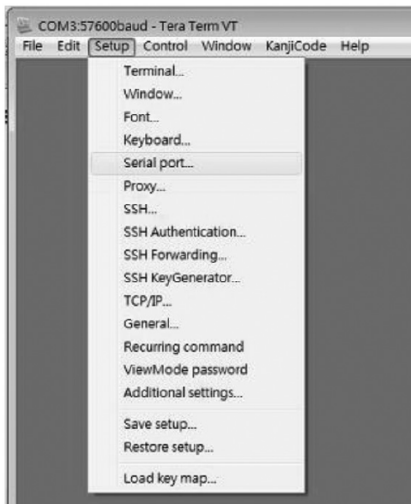 COM3:57600baud - Tera Term VT
File Edit Setup Control Window KanjiCode Help
Terminal...
Window...
Font...
Keyboard...
Serial port...
Proxy...
SSH...
SSH Authentication...
SSH Forwarding...
SSH KeyGenerator...
TCP/IP...
General...
Recurring command
ViewMode password
Additional settings...
Save setup...
Restore setup...
Load key map...